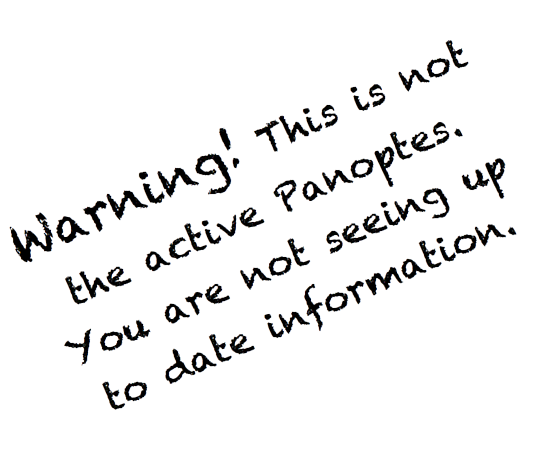 Warning! This is not
the active Panoptes.
You are not seeing up
to date information.